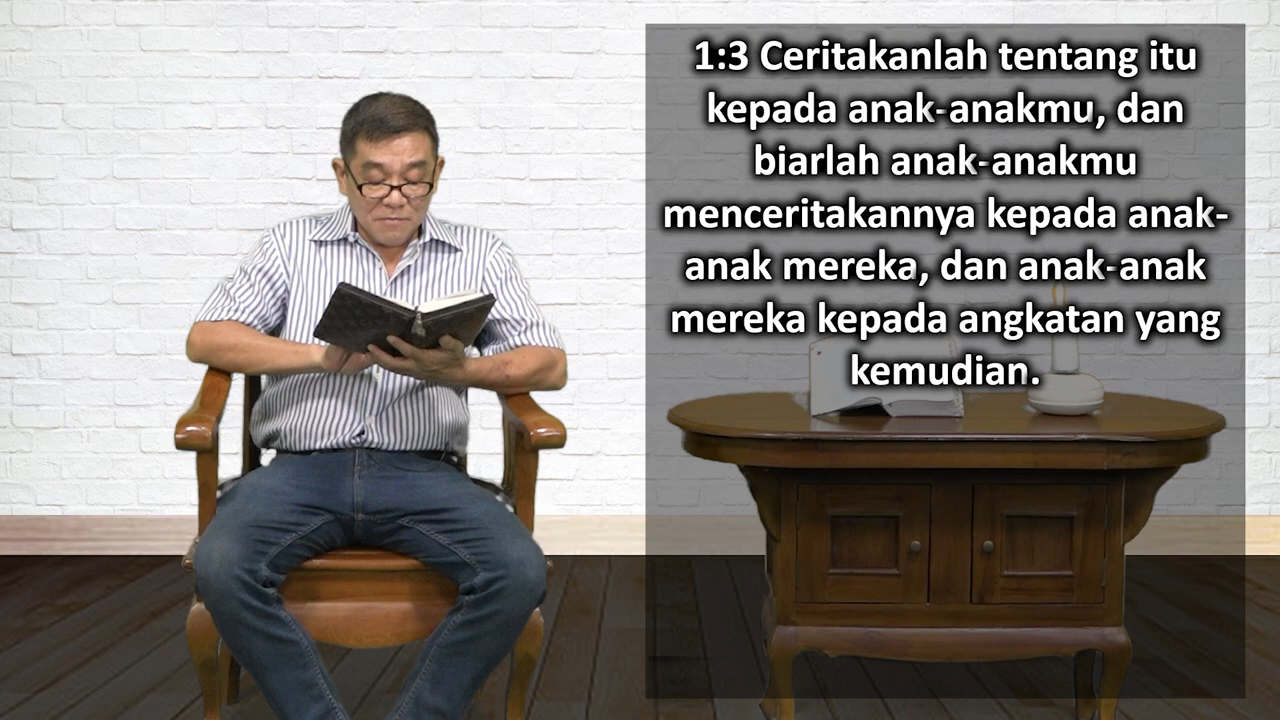 1:3 Ceritakanlah tentang itu
kepada anak-anakmu, dan
biarlah anak-anakmu
menceritakannya kepada anak-
anak mereka, dan anak-anak
mereka kepada angkatan yang
kemudian.